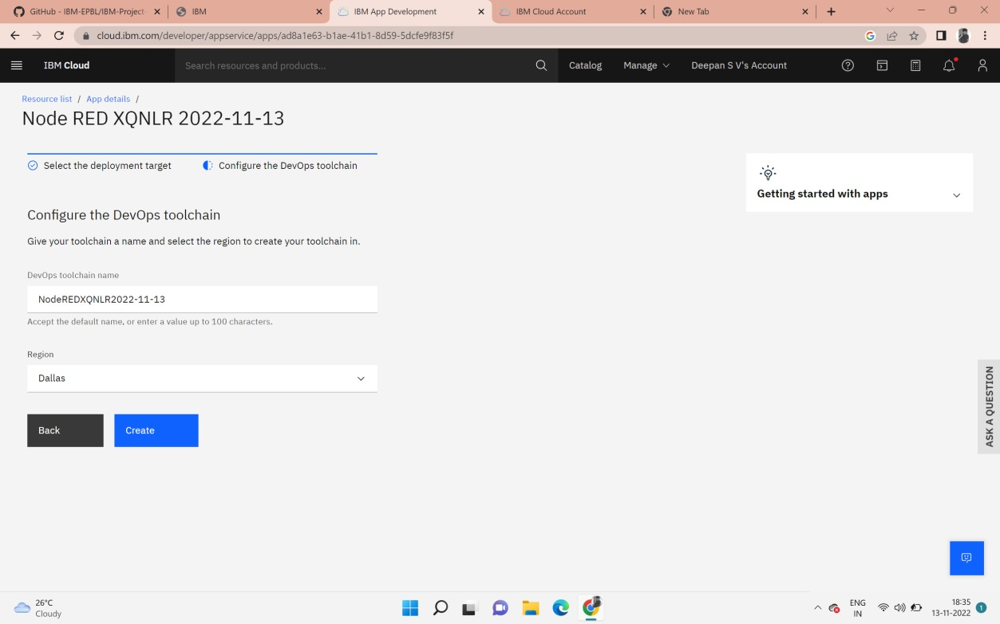 GitHub - IBM-EPBL/IBM-Project
IBM
IBM App Development
IBM Cloud Account
New Tab
cloud.ibm.com/developer/appservice/apps/ad8a1e63-b1ae-41b1-8d59-5dcfe9f83f5f
IBM Cloud
Search resources and products...
Catalog
Manage
Deepan S V's Account
Resource list / App details /
Node RED XQNLR 2022-11-13
Select the deployment target
Configure the DevOps toolchain
Getting started with apps
Configure the DevOps toolchain
Give your toolchain a name and select the region to create your toolchain in.
DevOps toolchain name
NodeREDXQNLR2022-11-13
Accept the default name, or enter a value up to 100 characters.
Region
Dallas
Back
Create
ASK A QUESTION
26°C
Cloudy
ENG
IN
18:35
13-11-2022
1